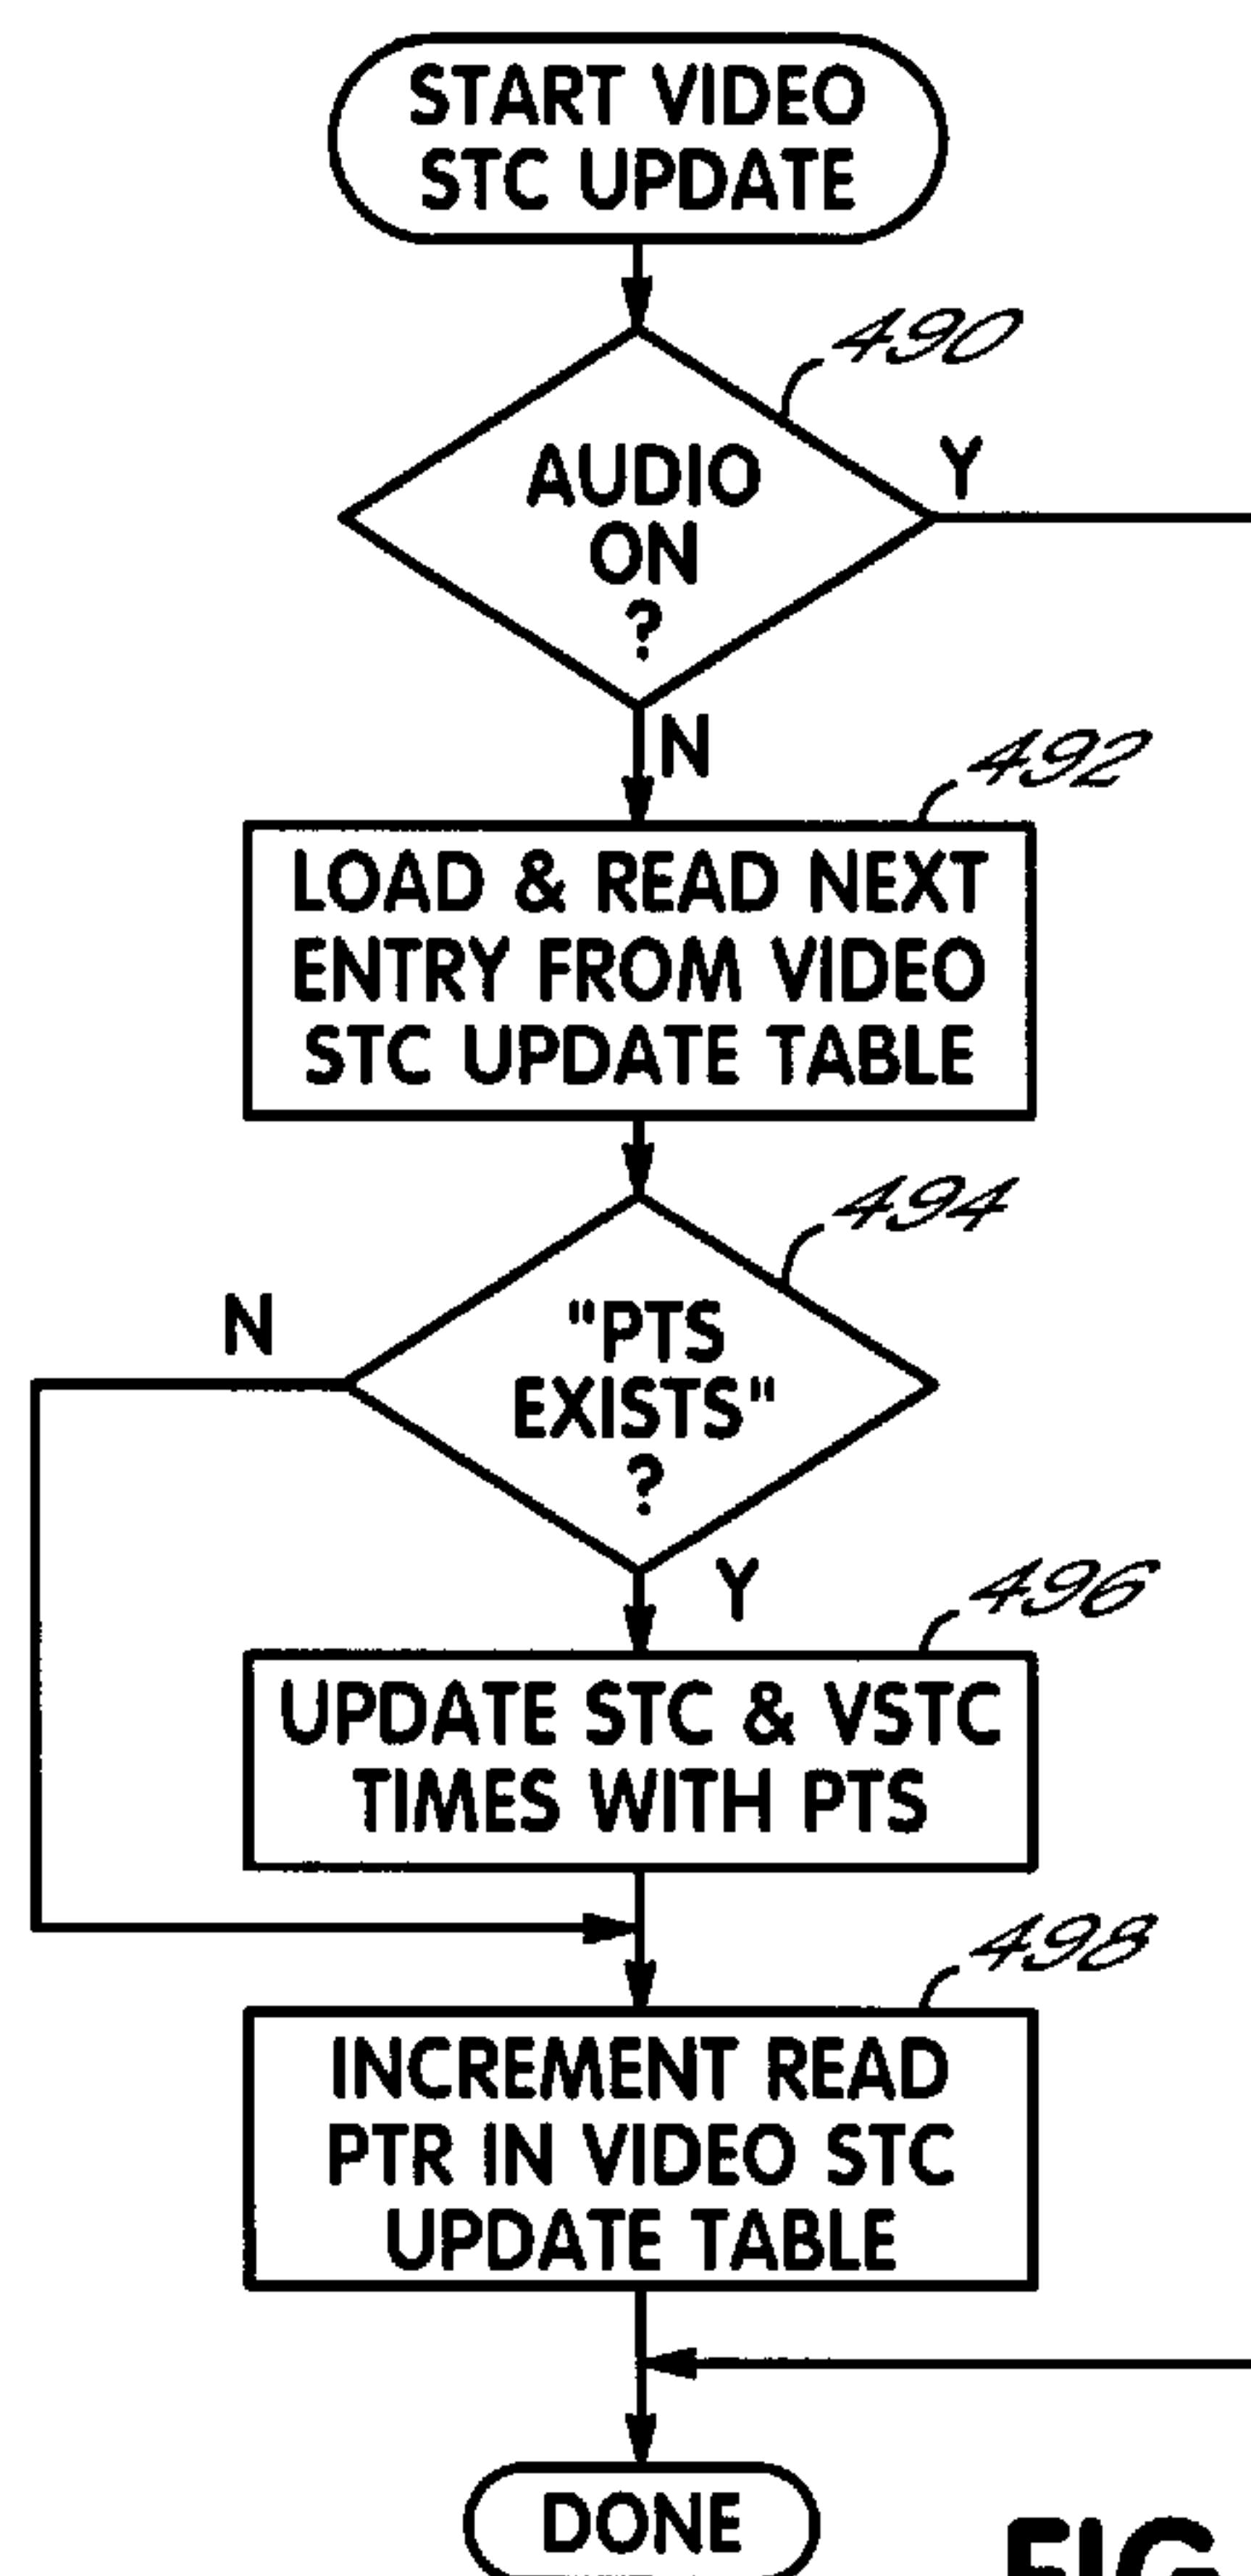 START VIDEO
STC UPDATE
490
AUDIO
ON
?
Y
N
492
LOAD & READ NEXT
ENTRY FROM VIDEO
STC UPDATE TABLE
494
"PTS
EXISTS"
?
N
Y
496
UPDATE STC & VSTC
TIMES WITH PTS
498
INCREMENT READ
PTR IN VIDEO STC
UPDATE TABLE
DONE
FIG